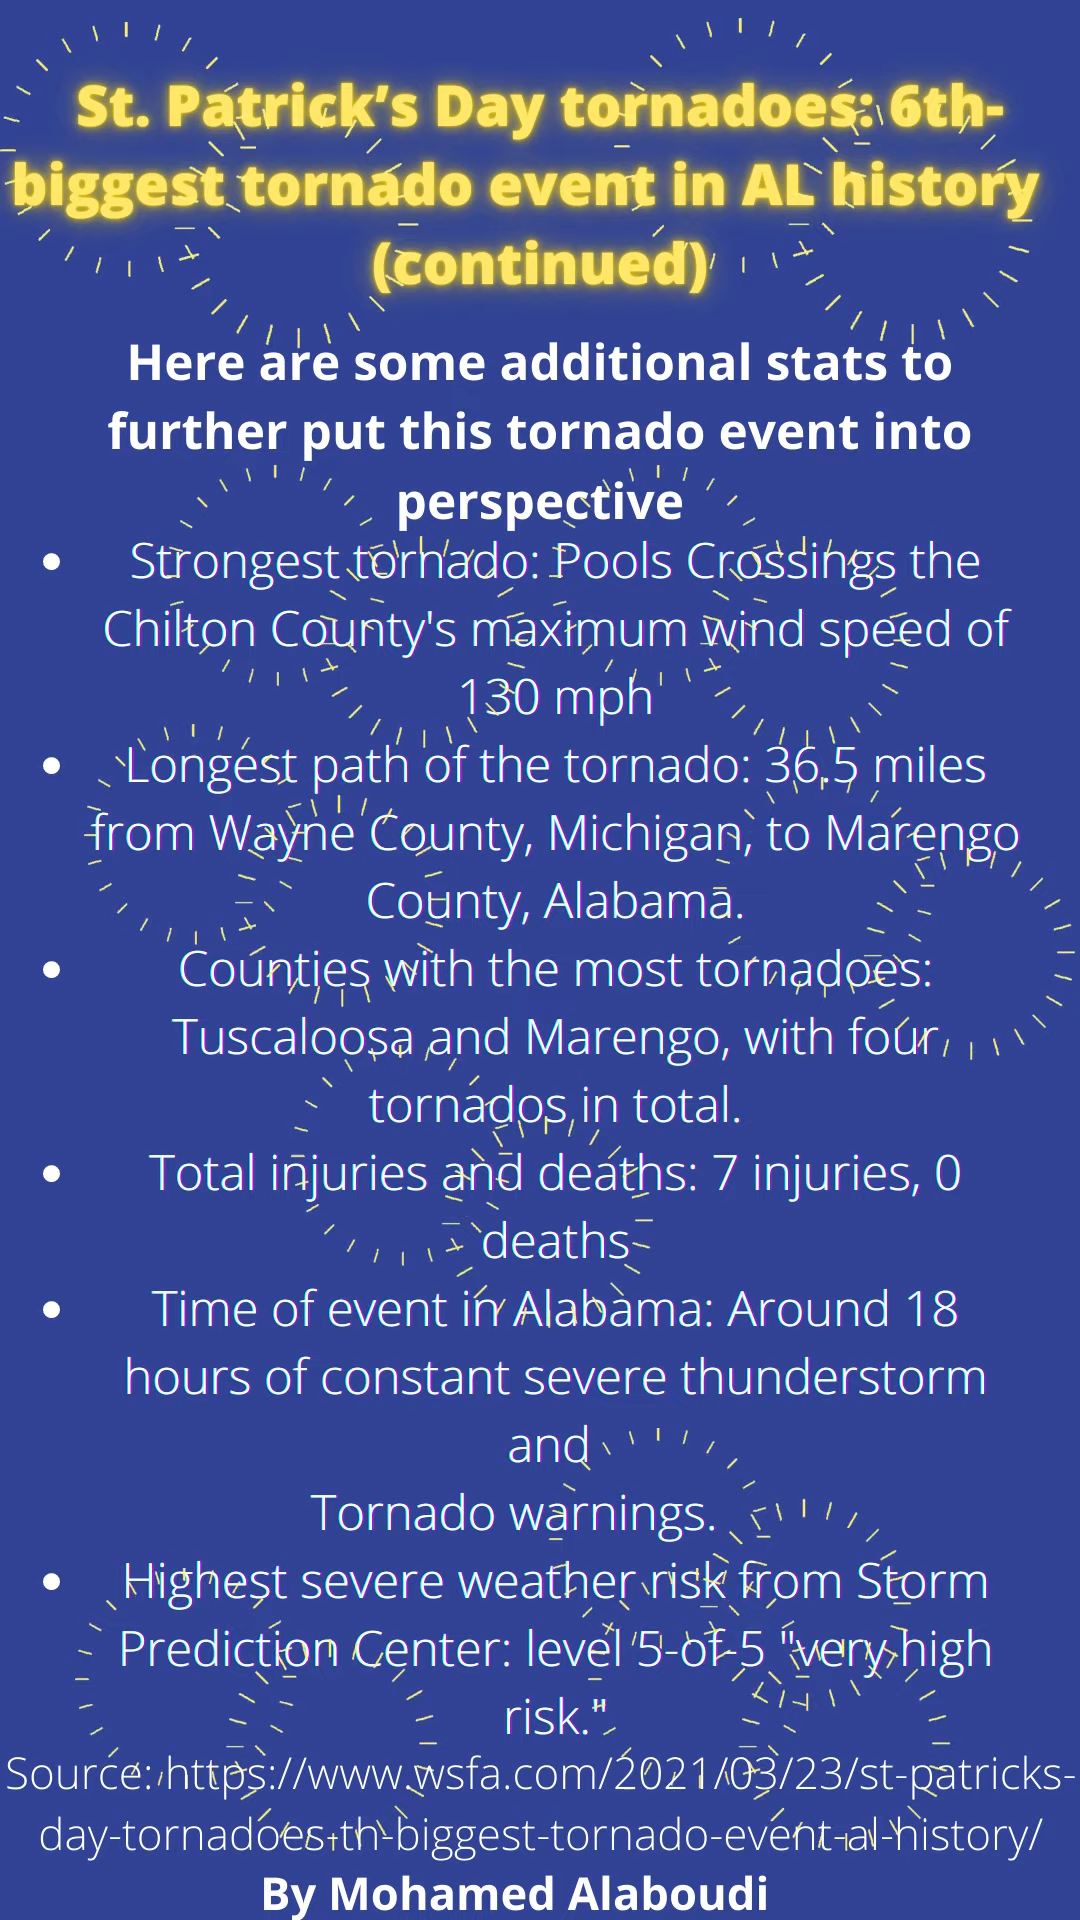 St. Patrick’s Day tornadoes: 6th-
biggest tornado event in AL history
(continued)
Here are some additional stats to
further put this tornado event into
perspective
• Strongest tornado: Pools Crossings the
Chilton County's maximum wind speed of
130 mph
• Longest path of the tornado: 36.5 miles
from Wayne County, Michigan, to Marengo
County, Alabama.
• Counties with the most tornadoes:
Tuscaloosa and Marengo, with four
tornados in total.
• Total injuries and deaths: 7 injuries, 0
deaths
• Time of event in Alabama: Around 18
hours of constant severe thunderstorm
and
Tornado warnings.
• Highest severe weather risk from Storm
Prediction Center: level 5-of-5 "very high
risk."
Source: https://www.wsfa.com/2021/03/23/st-patricks-
day-tornadoes-th-biggest-tornado-event-al-history/
By Mohamed Alaboudi